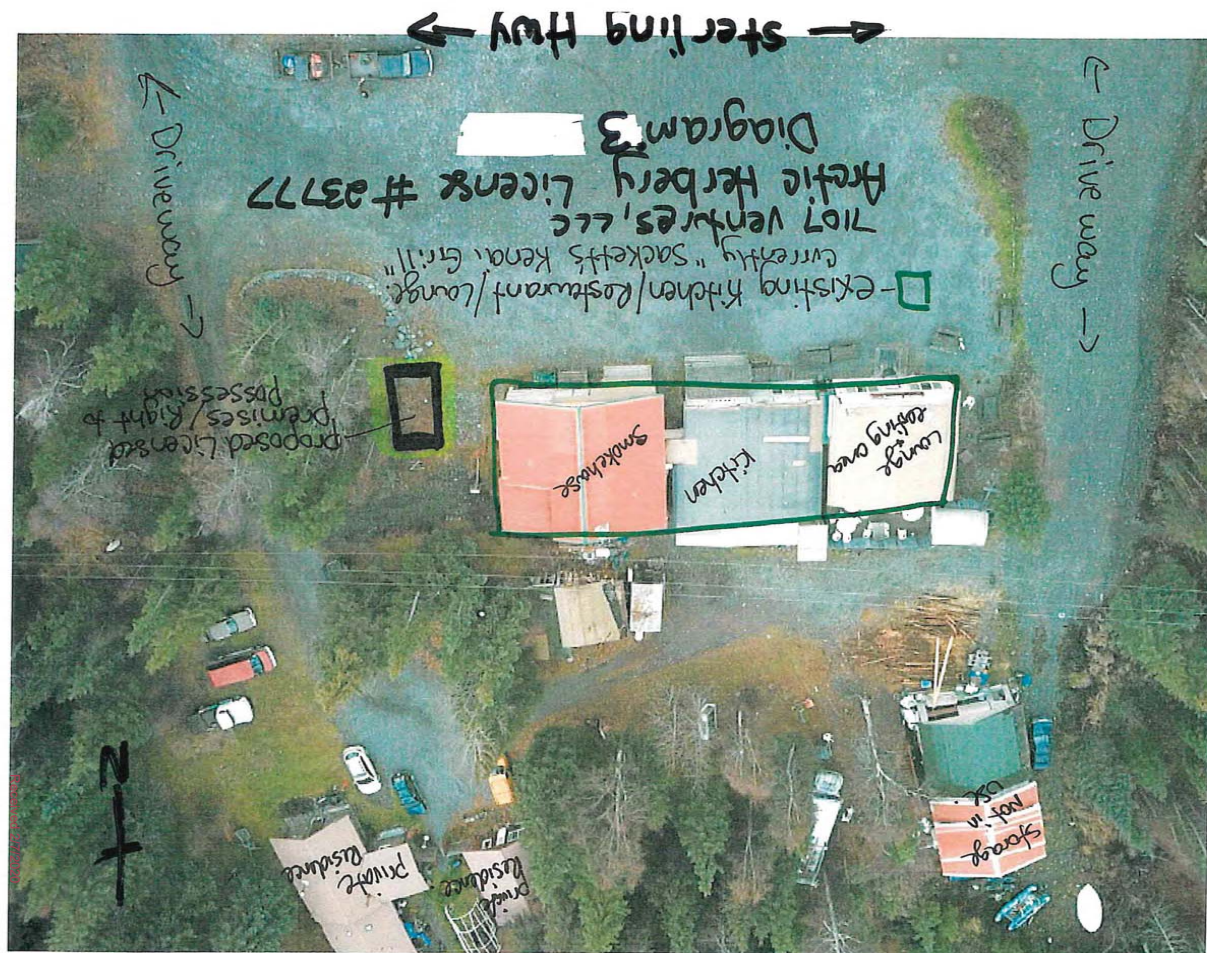 ← Sterling Hwy →
Diagram 3
Arctic Herbery License #23777
7107 Ventures, LLC
currently "Sackett's Kenai Grill"
- existing Kitchen/Restaurant/Lounge.
← Driveway →
← Driveway →
proposed Licensed
premises/Right to
possession
Lounge
+
eating area
Kitchen
Smokehouse
Storage
Not in
use
private
Residence
private
Residence
N